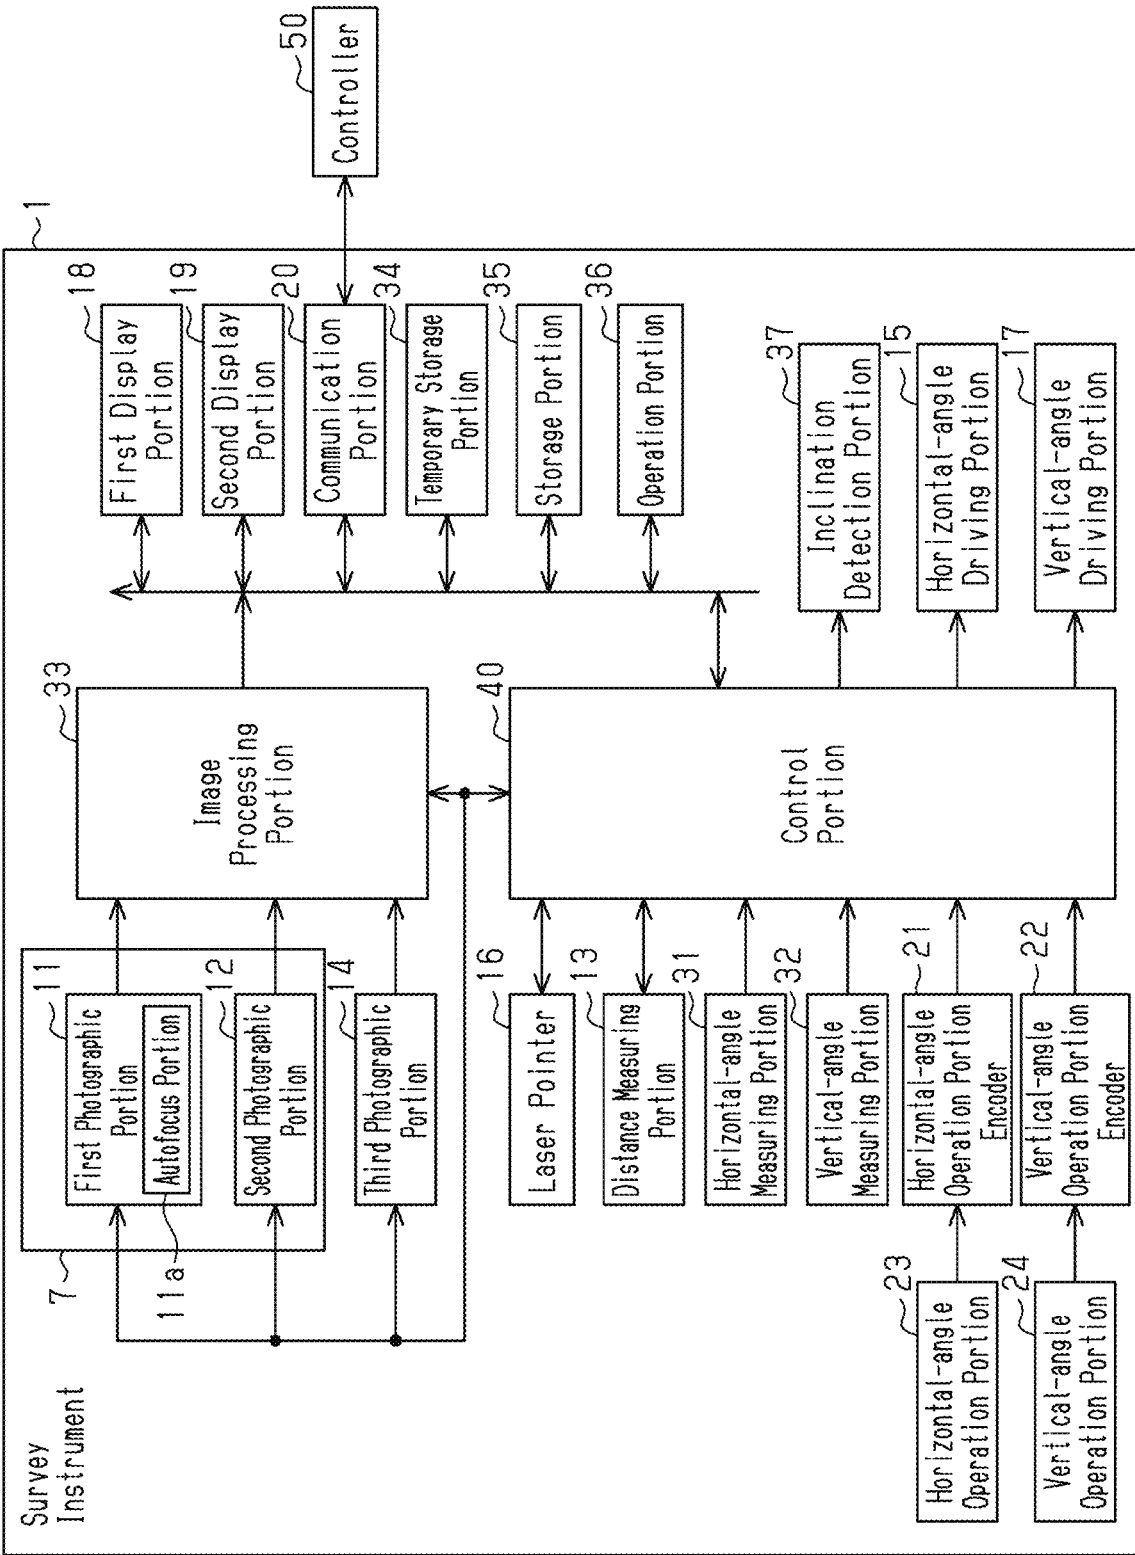 Survey
Instrument
1
7
11
First Photographic
Portion
Autofocus Portion
11a
12
Second Photographic
Portion
14
Third Photographic
Portion
33
Image
Processing
Portion
18
First Display
Portion
19
Second Display
Portion
20
Communication
Portion
34
Temporary Storage
Portion
35
Storage Portion
36
Operation Portion
50
Controller
16
Laser Pointer
13
Distance Measuring
Portion
31
Horizontal-angle
Measuring Portion
32
Vertical-angle
Measuring Portion
23
Horizontal-angle
Operation Portion
21
Horizontal-angle
Operation Portion
Encoder
24
Vertical-angle
Operation Portion
22
Vertical-angle
Operation Portion
Encoder
40
Control
Portion
37
Inclination
Detection Portion
15
Horizontal-angle
Driving Portion
17
Vertical-angle
Driving Portion